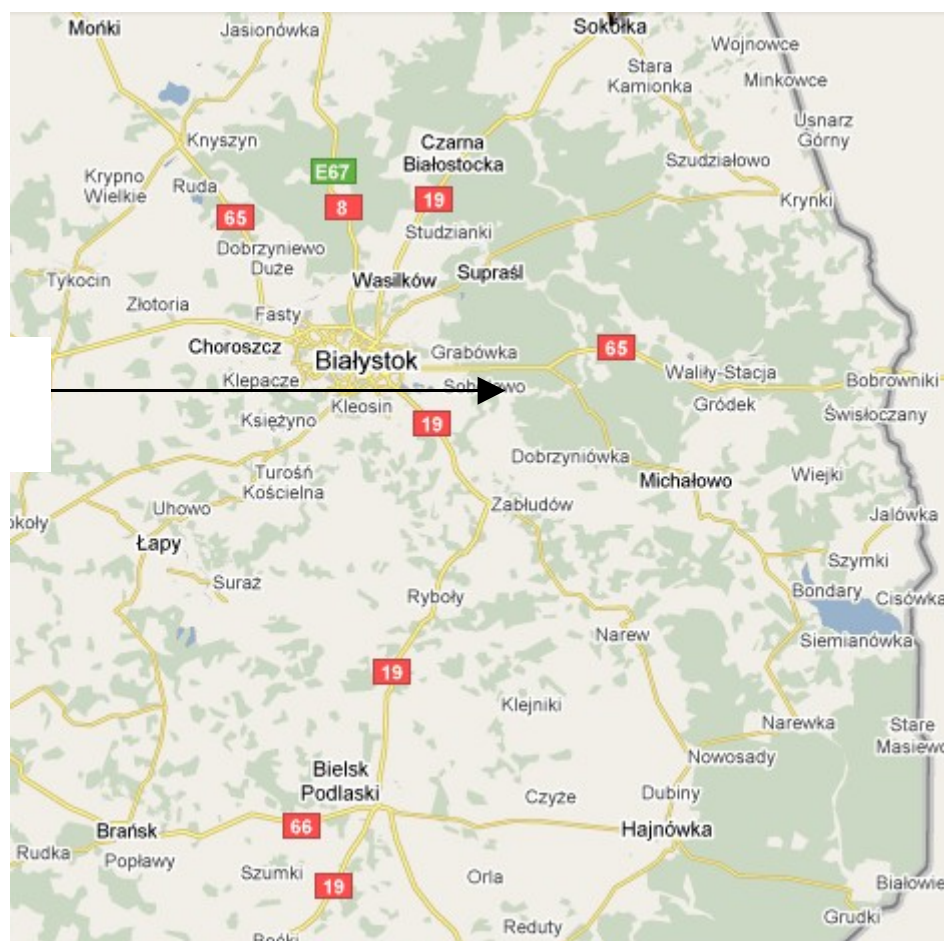 Mońki
Jasionówka
Sokółka
Wojnowce
Stara
Kamionka
Minkowce
Usnarz
Górny
Knyszyn
Czarna
Białostocka
Szudziałowo
E67
Krypno
Wielkie
Ruda
8
19
Krynki
65
Studzianki
Dobrzyniewo
Duże
Supraśl
Wasilków
Tykocin
Złotoria
Fasty
Choroszcz
Białystok
Grabówka
65
Waliły-Stacja
Bobrowniki
Klepacze
Kleosin
Gródek
Świsłoczany
Księżyno
19
Dobrzyniówka
Turośń
Kościelna
Michałowo
Wiejki
Uhowo
Zabłudów
Jałówka
okoły
Łapy
Szymki
Suraż
Ryboły
Bondary
Cisówka
Narew
Siemianówka
19
Klejniki
Narewka
Stare
Masiewo
Nowosady
Bielsk
Podlaski
Czyże
Dubiny
66
Brańsk
Hajnówka
Rudka
Popławy
Szumki
19
Orla
Białowie
Grudki
Reduty